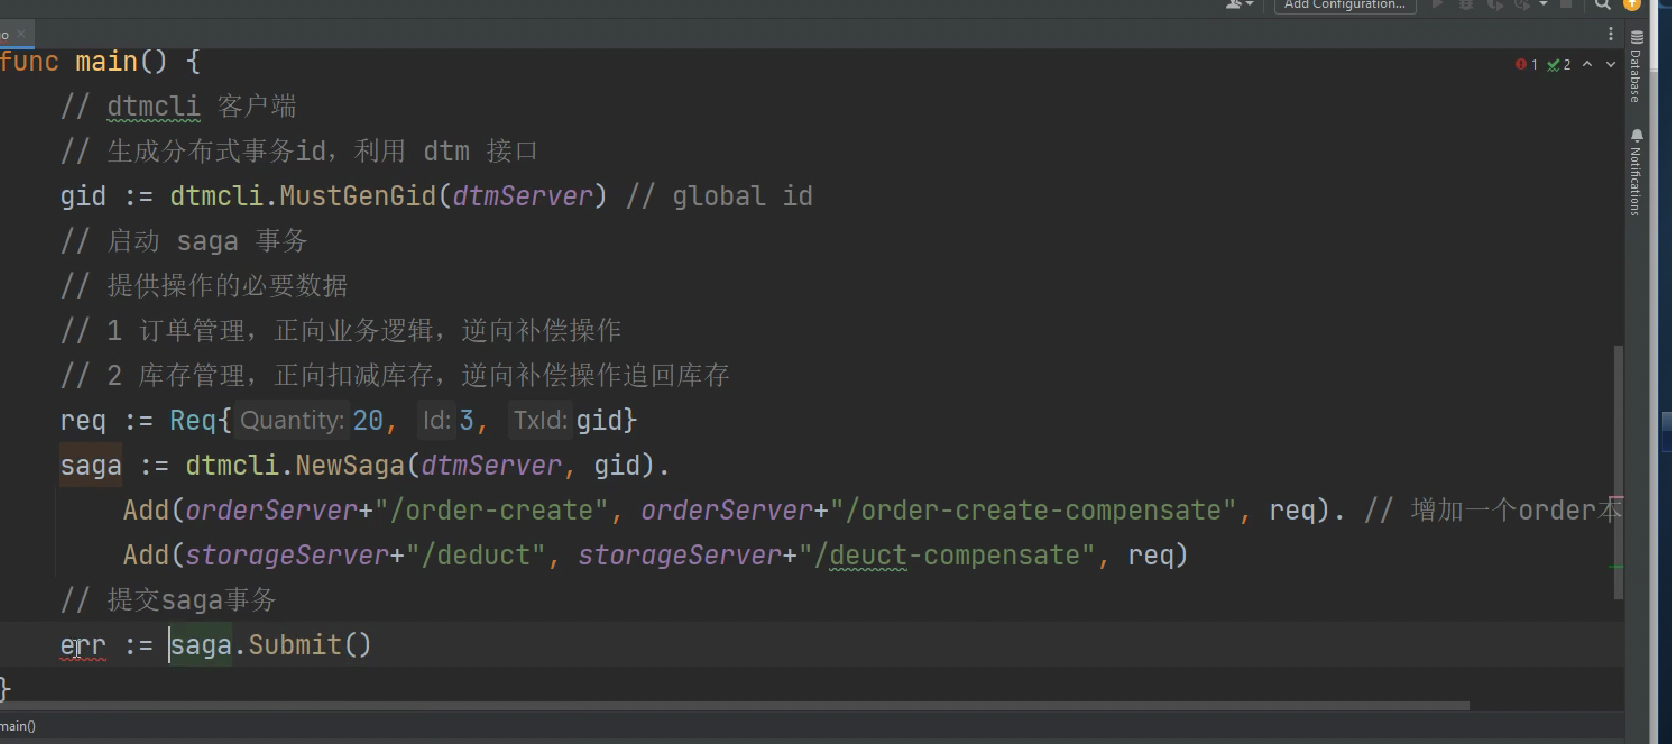 Add Configuration...
func main() {
// dtmcli 客户端
// 生成分布式事务id，利用 dtm 接口
gid := dtmcli.MustGenGid(dtmServer) // global id
// 启动 saga 事务
// 提供操作的必要数据
// 1 订单管理，正向业务逻辑，逆向补偿操作
// 2 库存管理，正向扣减库存，逆向补偿操作追回库存
req := Req{ Quantity: 20, Id: 3, TxId: gid}
saga := dtmcli.NewSaga(dtmServer, gid).
Add(orderServer+"/order-create", orderServer+"/order-create-compensate", req). // 增加一个order本
Add(storageServer+"/deduct", storageServer+"/deuct-compensate", req)
// 提交saga事务
err := saga.Submit()
}
main()
1 2
Database
Notifications